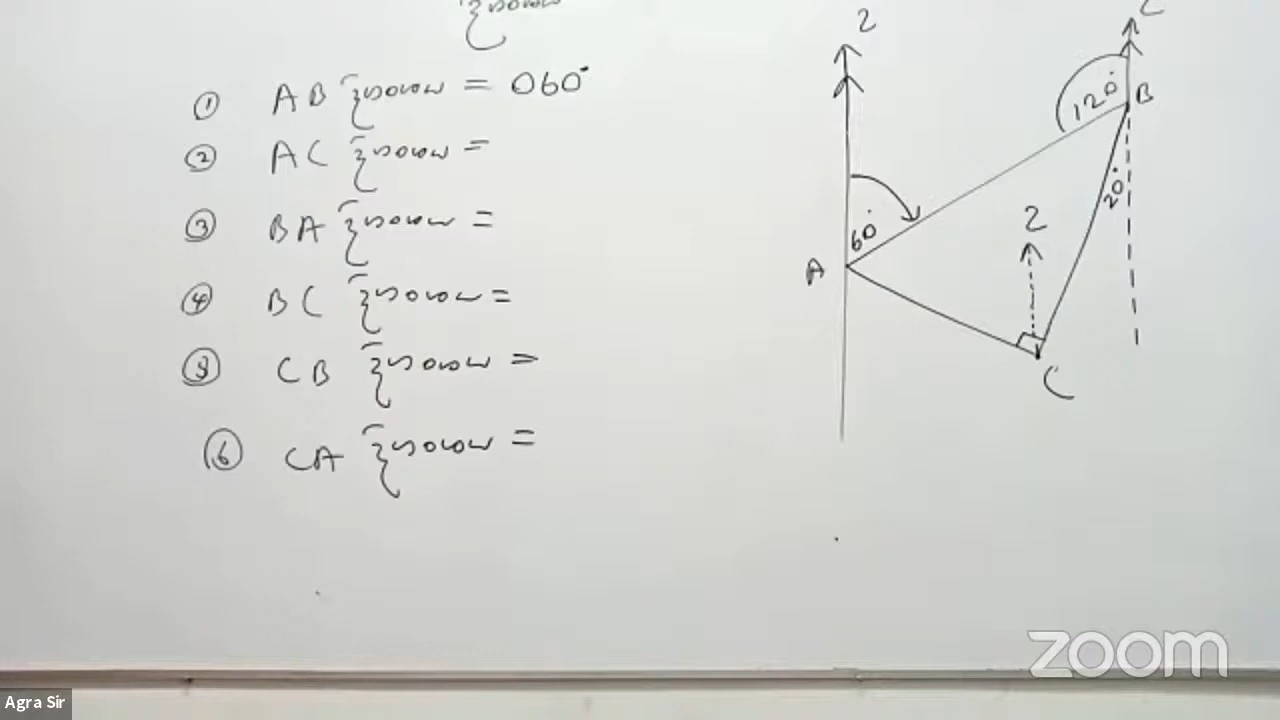 දිගංශය
① AB දිගංශය = 060°
② AC දිගංශය =
③ BA දිගංශය =
④ BC දිගංශය =
⑤ CB දිගංශය =
⑥ CA දිගංශය =
උ
120°
B
60°
20°
උ
A
C
zoom
Agra Sir